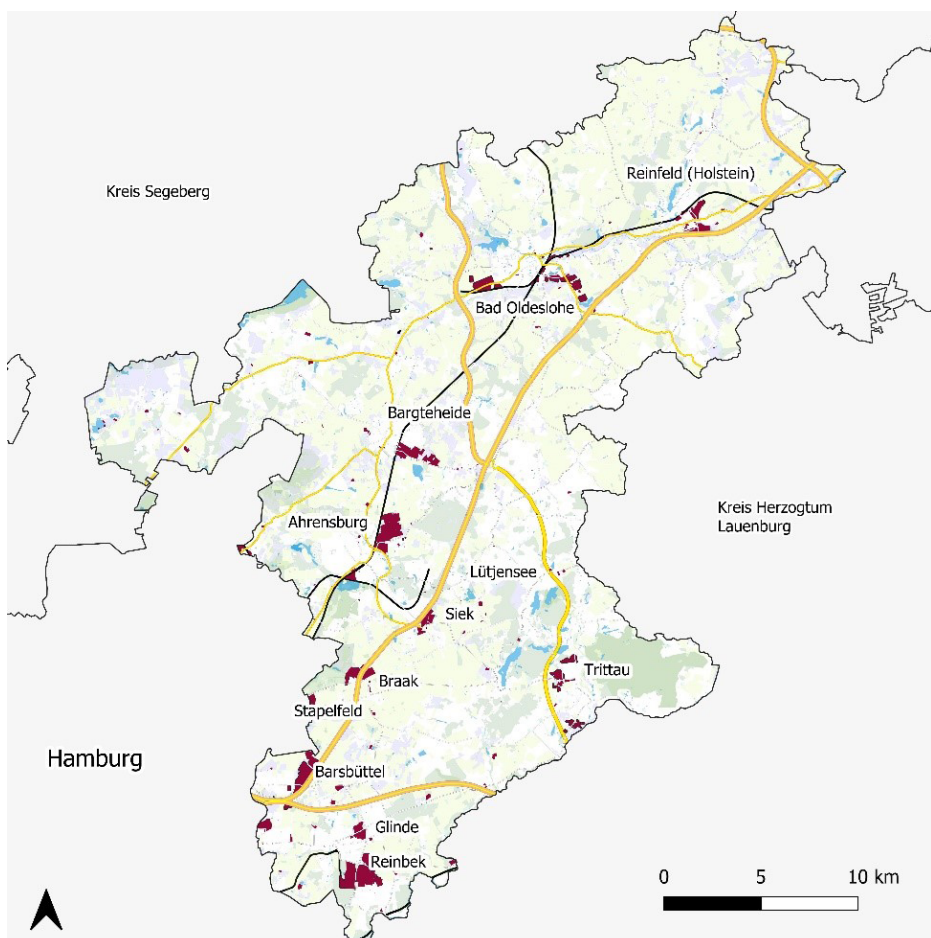 Reinfeld (Holstein)
Kreis Segeberg
Bad Oldeslohe
Bargteheide
Kreis Herzogtum
Lauenburg
Ahrensburg
Lütjensee
Siek
Trittau
Braak
Stapelfeld
Hamburg
Barsbüttel
Glinde
Reinbek
0 5 10 km